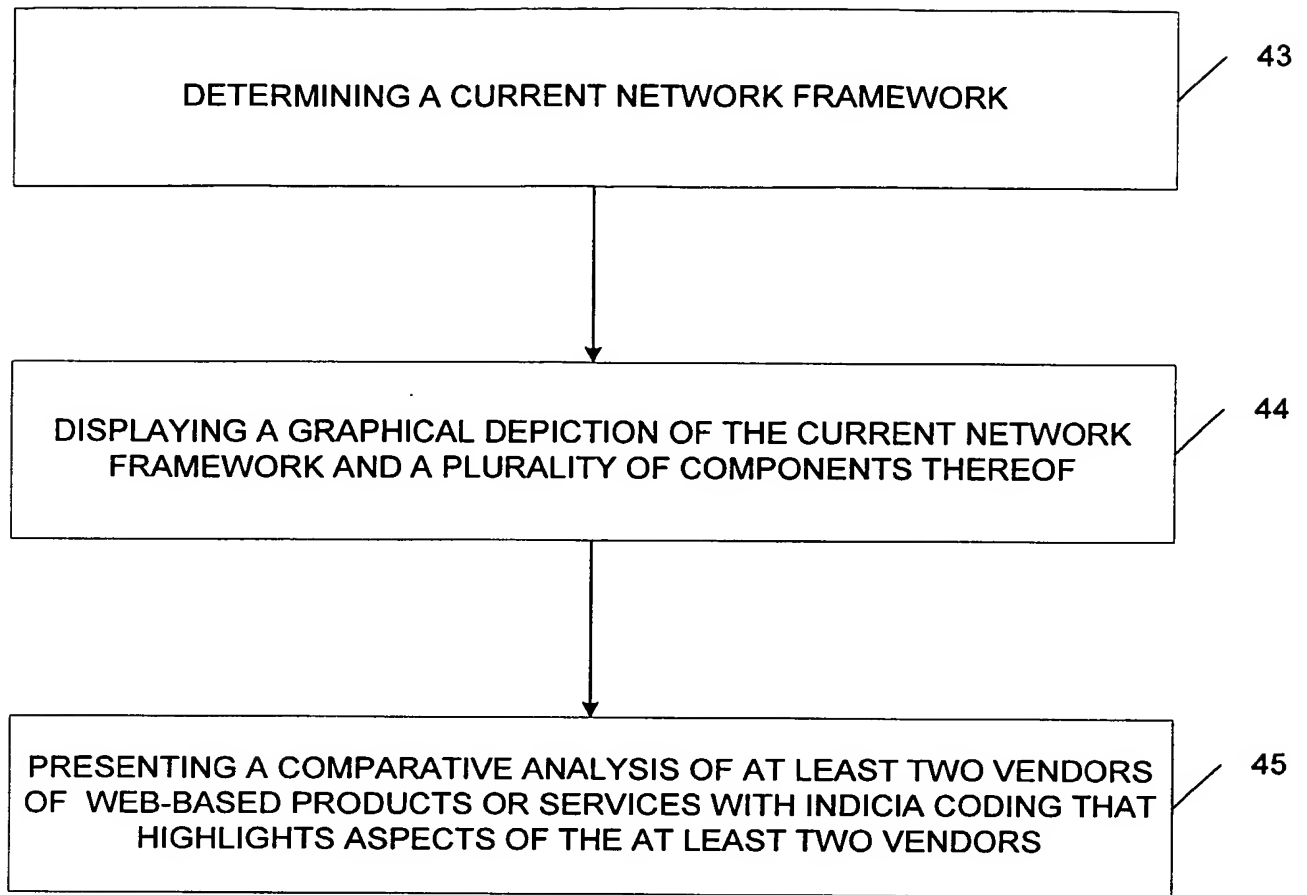 DETERMINING A CURRENT NETWORK FRAMEWORK
43
DISPLAYING A GRAPHICAL DEPICTION OF THE CURRENT NETWORK
FRAMEWORK AND A PLURALITY OF COMPONENTS THEREOF
44
PRESENTING A COMPARATIVE ANALYSIS OF AT LEAST TWO VENDORS
OF WEB-BASED PRODUCTS OR SERVICES WITH INDICIA CODING THAT
HIGHLIGHTS ASPECTS OF THE AT LEAST TWO VENDORS
45